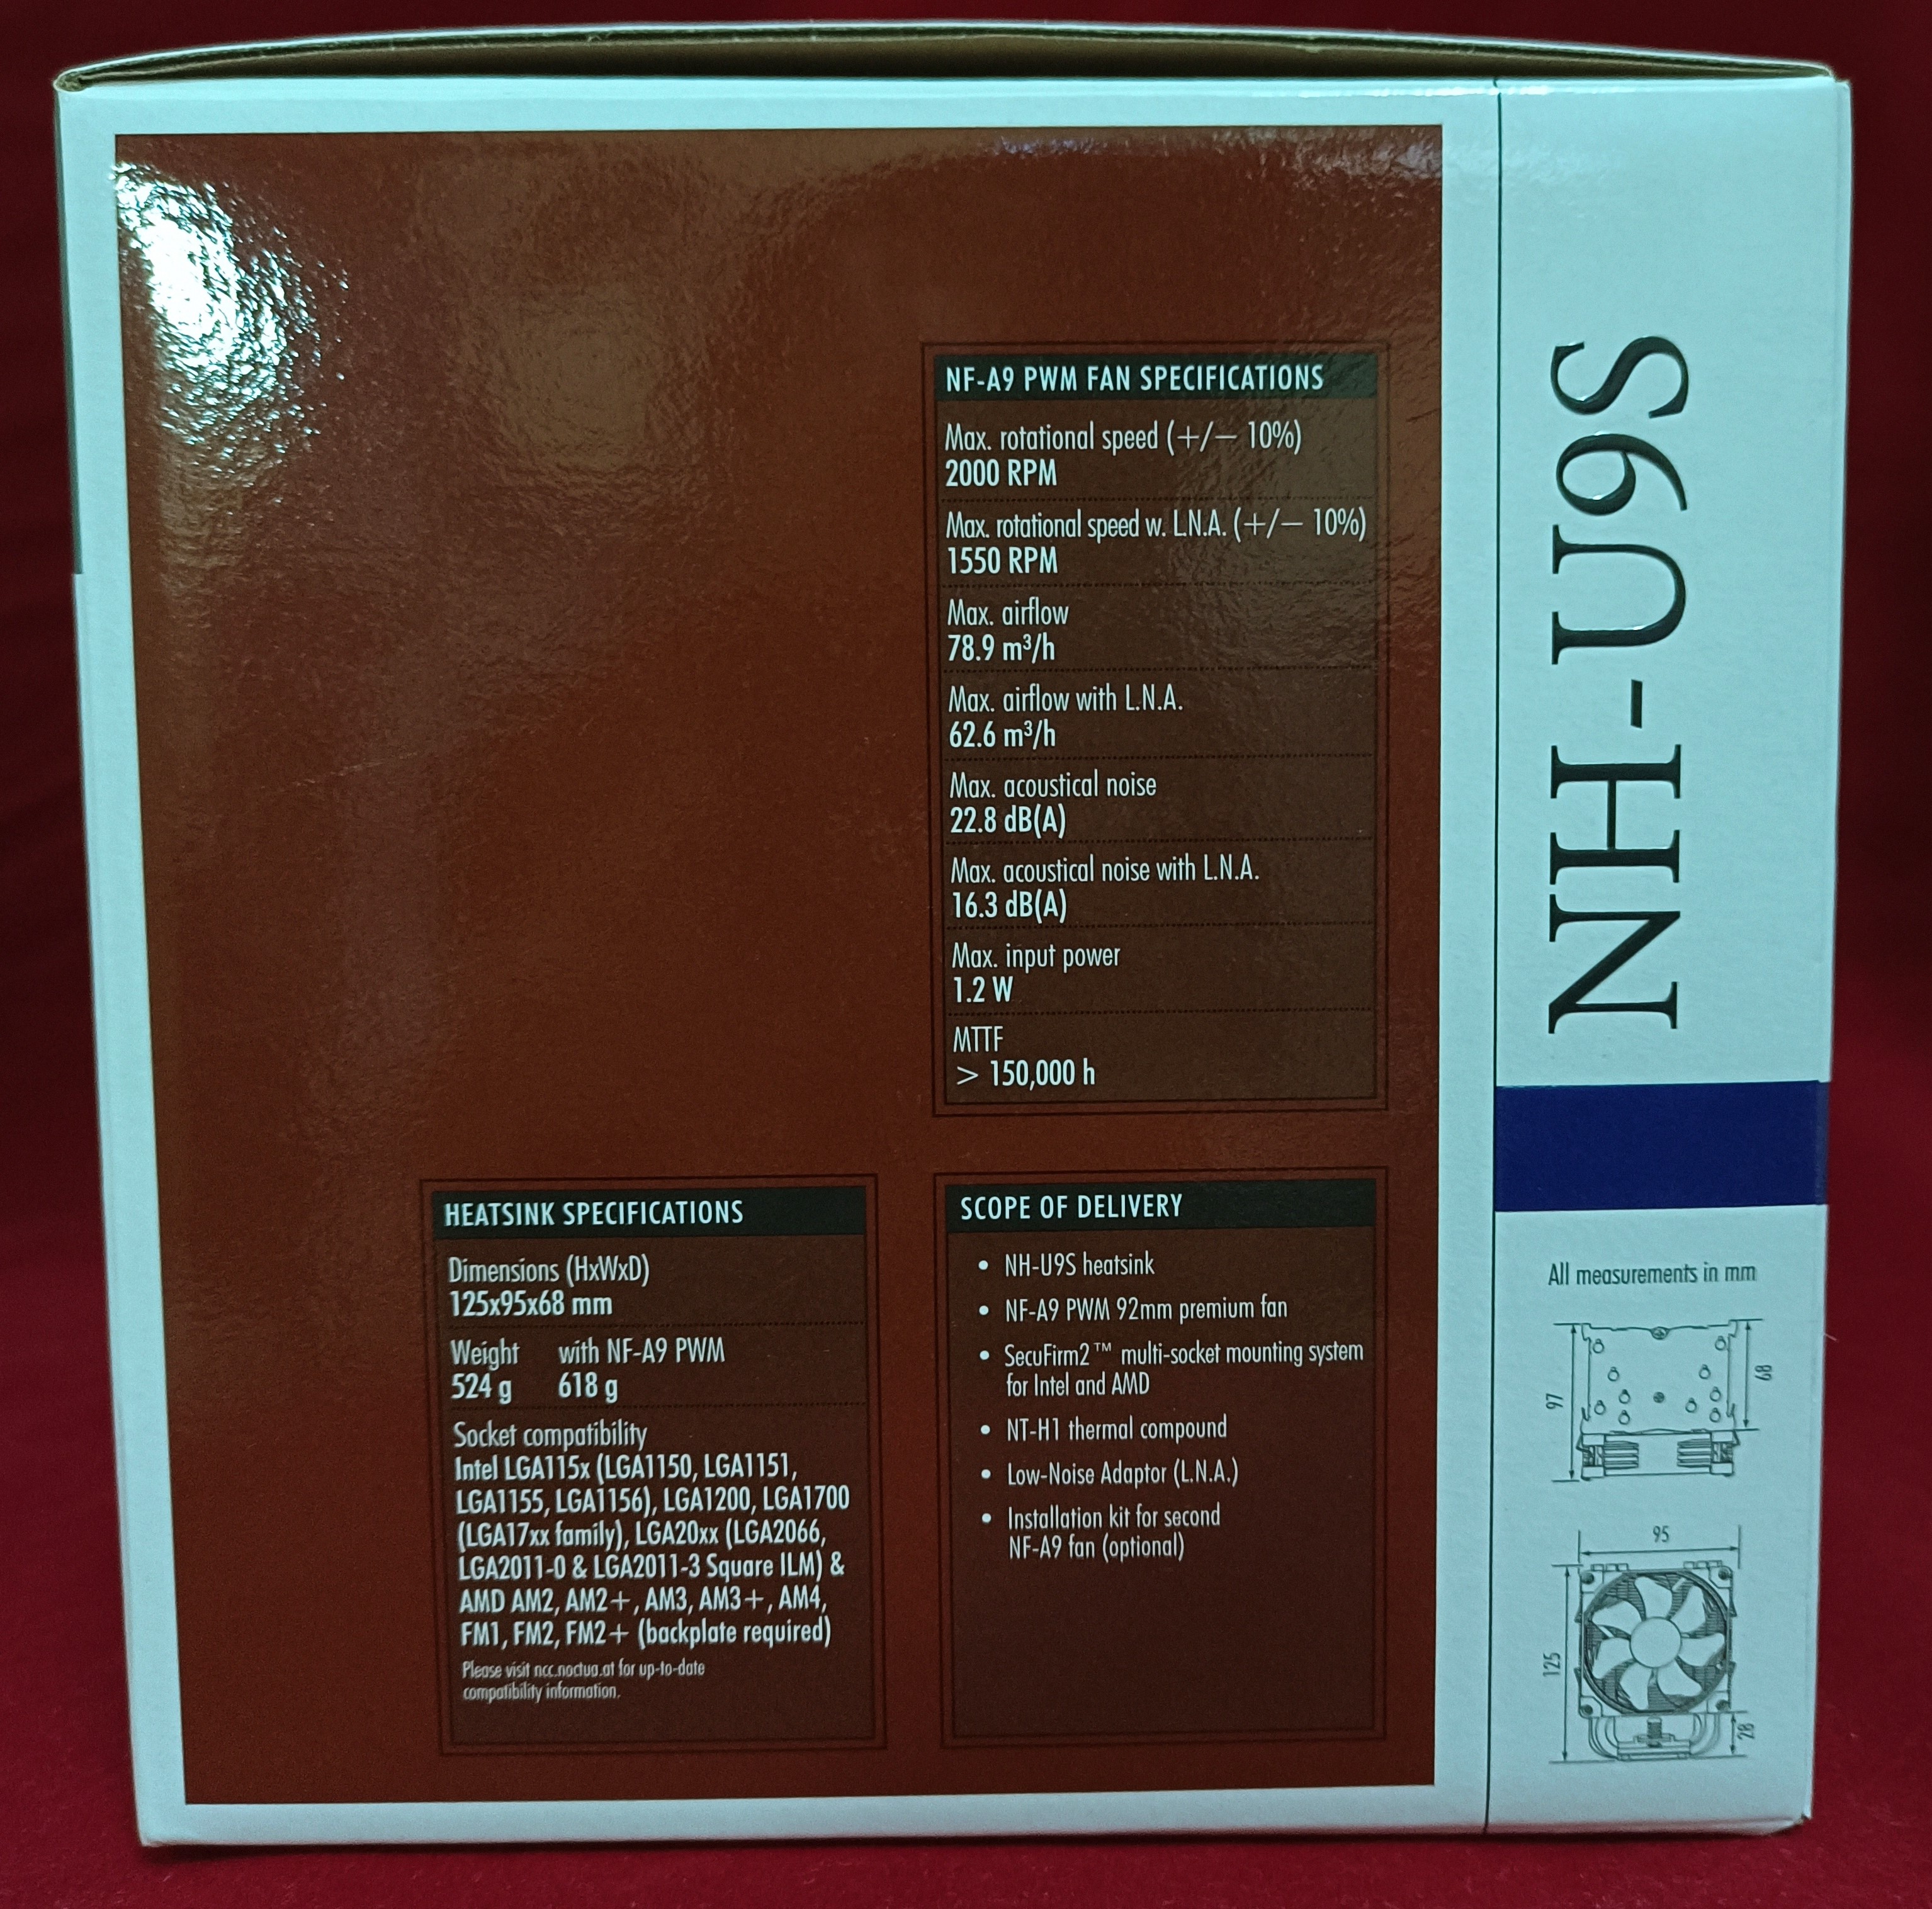 NF-A9 PWM FAN SPECIFICATIONS
Max. rotational speed (+/− 10%)
2000 RPM
Max. rotational speed w. L.N.A. (+/− 10%)
1550 RPM
Max. airflow
78.9 m³/h
Max. airflow with L.N.A.
62.6 m³/h
Max. acoustical noise
22.8 dB(A)
Max. acoustical noise with L.N.A.
16.3 dB(A)
Max. input power
1.2 W
MTTF
> 150,000 h
HEATSINK SPECIFICATIONS
Dimensions (HxWxD)
125x95x68 mm
Weight with NF-A9 PWM
524 g 618 g
Socket compatibility
Intel LGA115x (LGA1150, LGA1151,
LGA1155, LGA1156), LGA1200, LGA1700
(LGA17xx family), LGA20xx (LGA2066,
LGA2011-0 & LGA2011-3 Square ILM) &
AMD AM2, AM2+, AM3, AM3+, AM4,
FM1, FM2, FM2+ (backplate required)
Please visit ncc.noctua.at for up-to-date
compatibility information.
SCOPE OF DELIVERY
• NH-U9S heatsink
• NF-A9 PWM 92mm premium fan
• SecuFirm2™ multi-socket mounting system
for Intel and AMD
• NT-H1 thermal compound
• Low-Noise Adaptor (L.N.A.)
• Installation kit for second
NF-A9 fan (optional)
NH-U9S
All measurements in mm
97
68
95
125
28